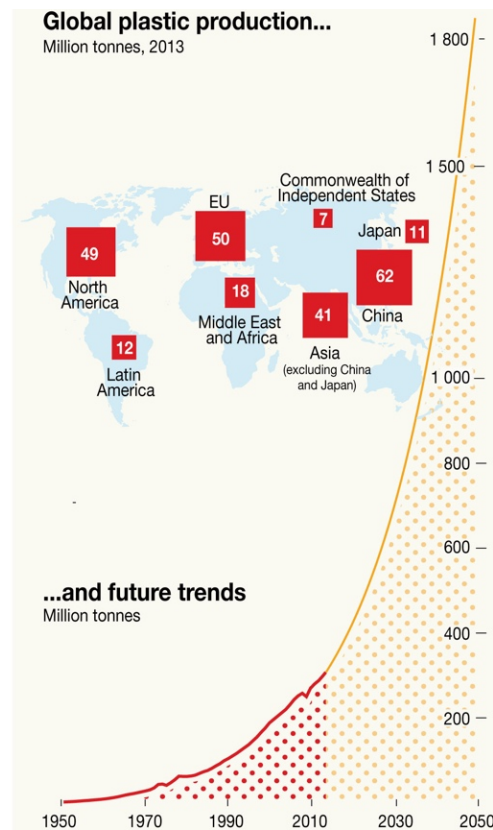 Global plastic production...
Million tonnes, 2013
1 800
1 500
Commonwealth of
Independent States
7
EU
50
Japan
11
49
North
America
18
Middle East
and Africa
62
China
41
Asia
(excluding China
and Japan)
12
Latin
America
1 000
800
600
...and future trends
Million tonnes
400
200
1950
1970
1990
2010
2030
2050